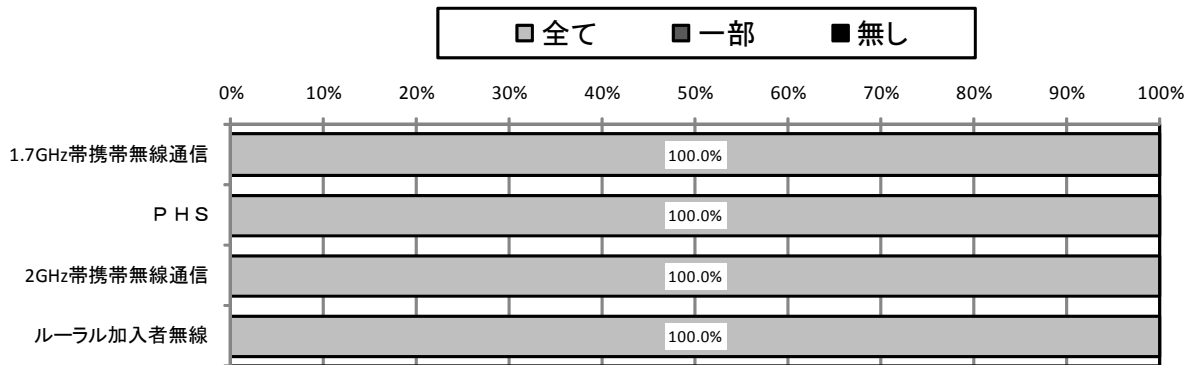 全て 一部 無し
0% 10% 20% 30% 40% 50% 60% 70% 80% 90% 100%
1.7GHz帯携帯無線通信 100.0%
ＰＨＳ 100.0%
2GHz帯携帯無線通信 100.0%
ルーラル加入者無線 100.0%